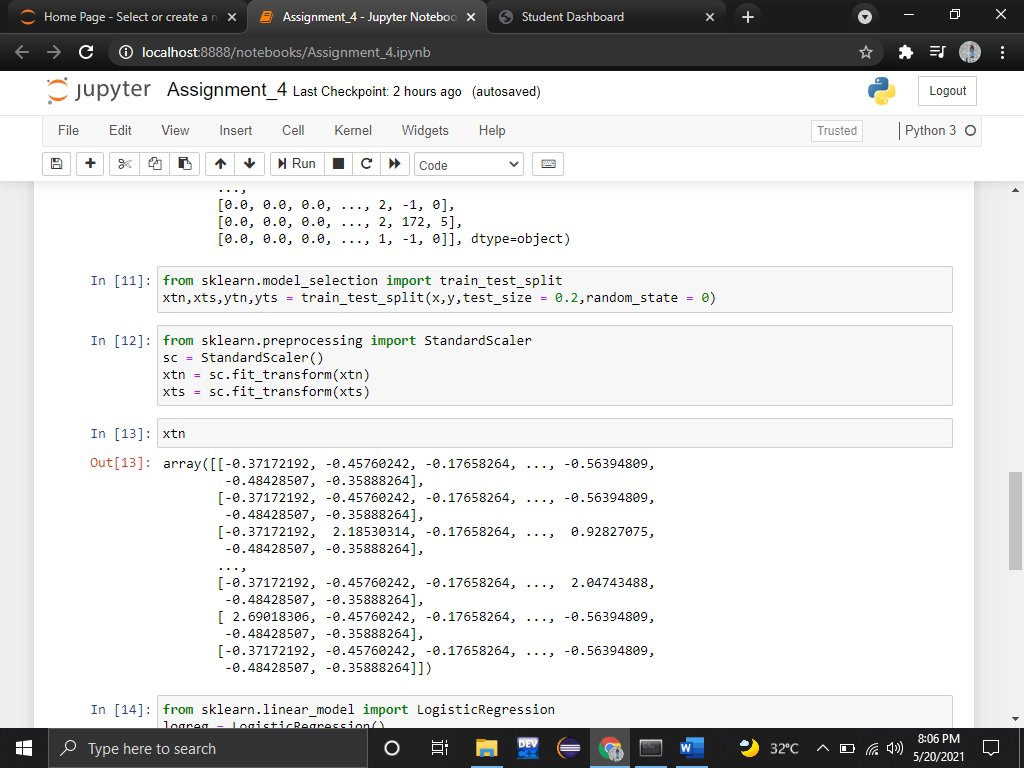 Home Page - Select or create a n
Assignment_4 - Jupyter Noteboo
Student Dashboard
localhost:8888/notebooks/Assignment_4.ipynb
jupyter Assignment_4 Last Checkpoint: 2 hours ago (autosaved)
Logout
File Edit View Insert Cell Kernel Widgets Help
Trusted
Python 3
Run
Code
...,
[0.0, 0.0, 0.0, ..., 2, -1, 0],
[0.0, 0.0, 0.0, ..., 2, 172, 5],
[0.0, 0.0, 0.0, ..., 1, -1, 0]], dtype=object)
In [11]: from sklearn.model_selection import train_test_split
xtn,xts,ytn,yts = train_test_split(x,y,test_size = 0.2,random_state = 0)
In [12]: from sklearn.preprocessing import StandardScaler
sc = StandardScaler()
xtn = sc.fit_transform(xtn)
xts = sc.fit_transform(xts)
In [13]: xtn
Out[13]: array([[-0.37172192, -0.45760242, -0.17658264, ..., -0.56394809,
-0.48428507, -0.35888264],
[-0.37172192, -0.45760242, -0.17658264, ..., -0.56394809,
-0.48428507, -0.35888264],
[-0.37172192, 2.18530314, -0.17658264, ..., 0.92827075,
-0.48428507, -0.35888264],
...,
[-0.37172192, -0.45760242, -0.17658264, ..., 2.04743488,
-0.48428507, -0.35888264],
[ 2.69018306, -0.45760242, -0.17658264, ..., -0.56394809,
-0.48428507, -0.35888264],
[-0.37172192, -0.45760242, -0.17658264, ..., -0.56394809,
-0.48428507, -0.35888264]])
In [14]: from sklearn.linear_model import LogisticRegression
logreg = LogisticRegression()
Type here to search
DEV
32°C
8:06 PM
5/20/2021